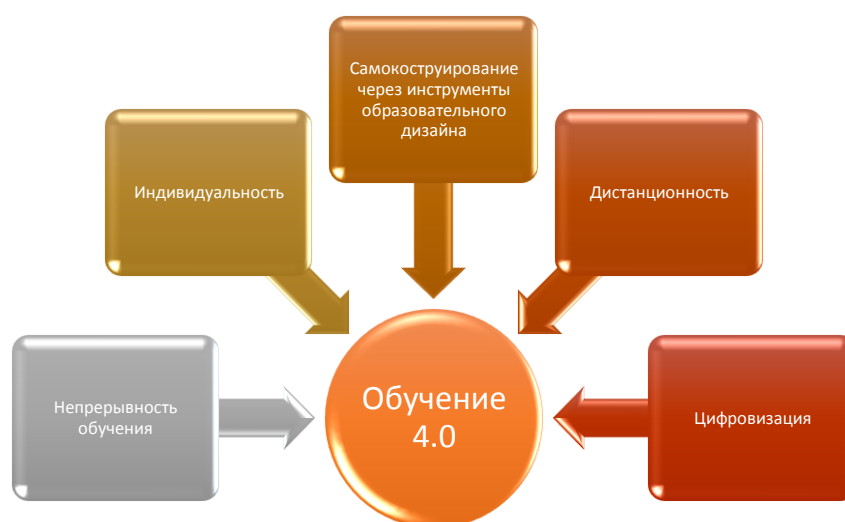 Самокоструирование
через инструменты
образовательного
дизайна
Индивидуальность
Дистанционность
Непрерывность
обучения
Обучение
4.0
Цифровизация